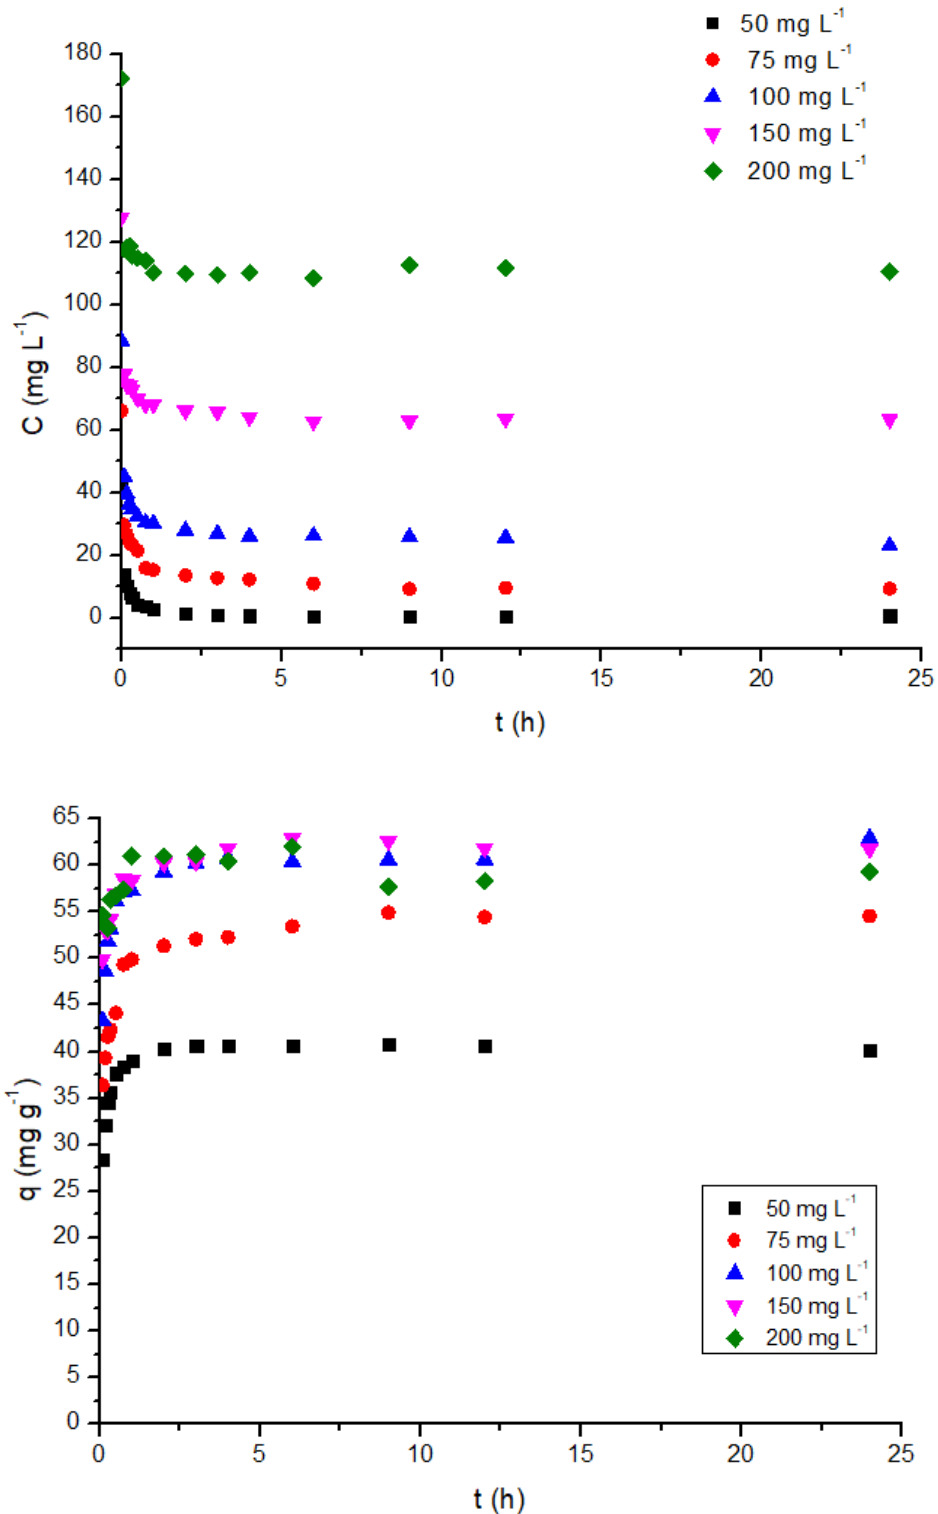 50 mg L⁻¹
75 mg L⁻¹
100 mg L⁻¹
150 mg L⁻¹
200 mg L⁻¹
180
160
140
120
100
80
60
40
20
0
C (mg L⁻¹)
0 5 10 15 20 25
t (h)
65
60
55
50
45
40
35
30
25
20
15
10
5
0
q (mg g⁻¹)
50 mg L⁻¹
75 mg L⁻¹
100 mg L⁻¹
150 mg L⁻¹
200 mg L⁻¹
0 5 10 15 20 25
t (h)